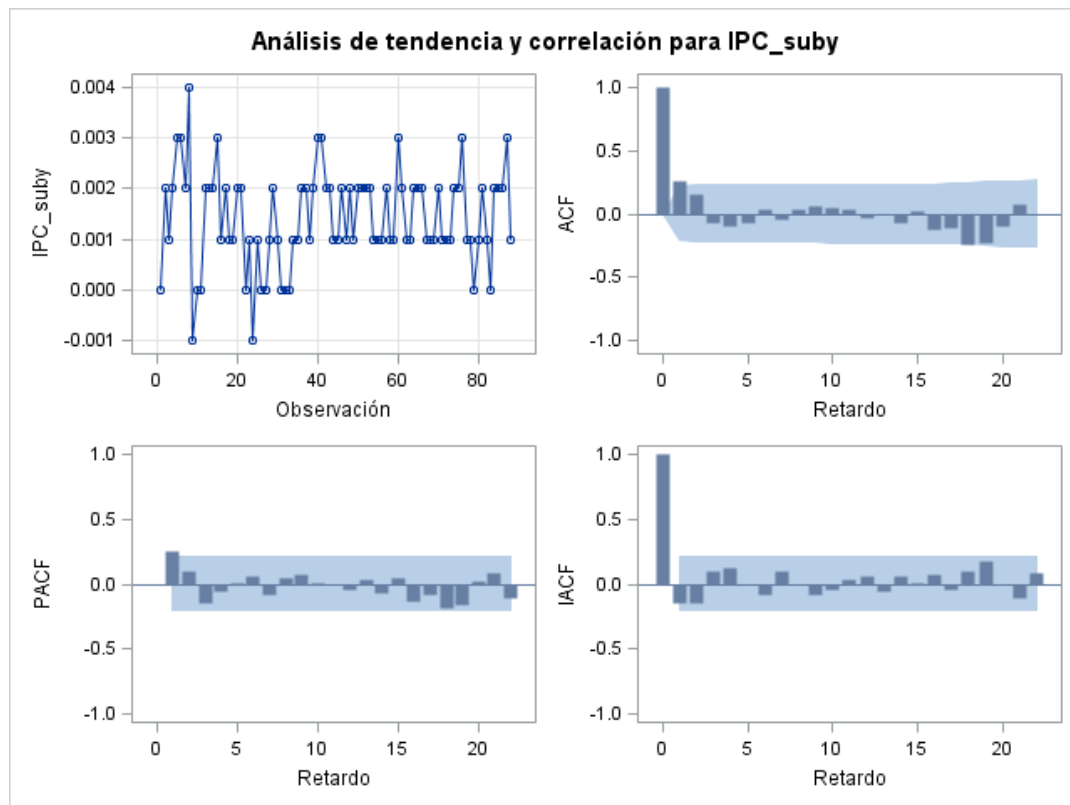 Análisis de tendencia y correlación para IPC_suby
IPC_suby
0.004
0.003
0.002
0.001
0.000
-0.001
0 20 40 60 80
Observación
ACF
1.0
0.5
0.0
-0.5
-1.0
0 5 10 15 20
Retardo
PACF
1.0
0.5
0.0
-0.5
-1.0
0 5 10 15 20
Retardo
IACF
1.0
0.5
0.0
-0.5
-1.0
0 5 10 15 20
Retardo